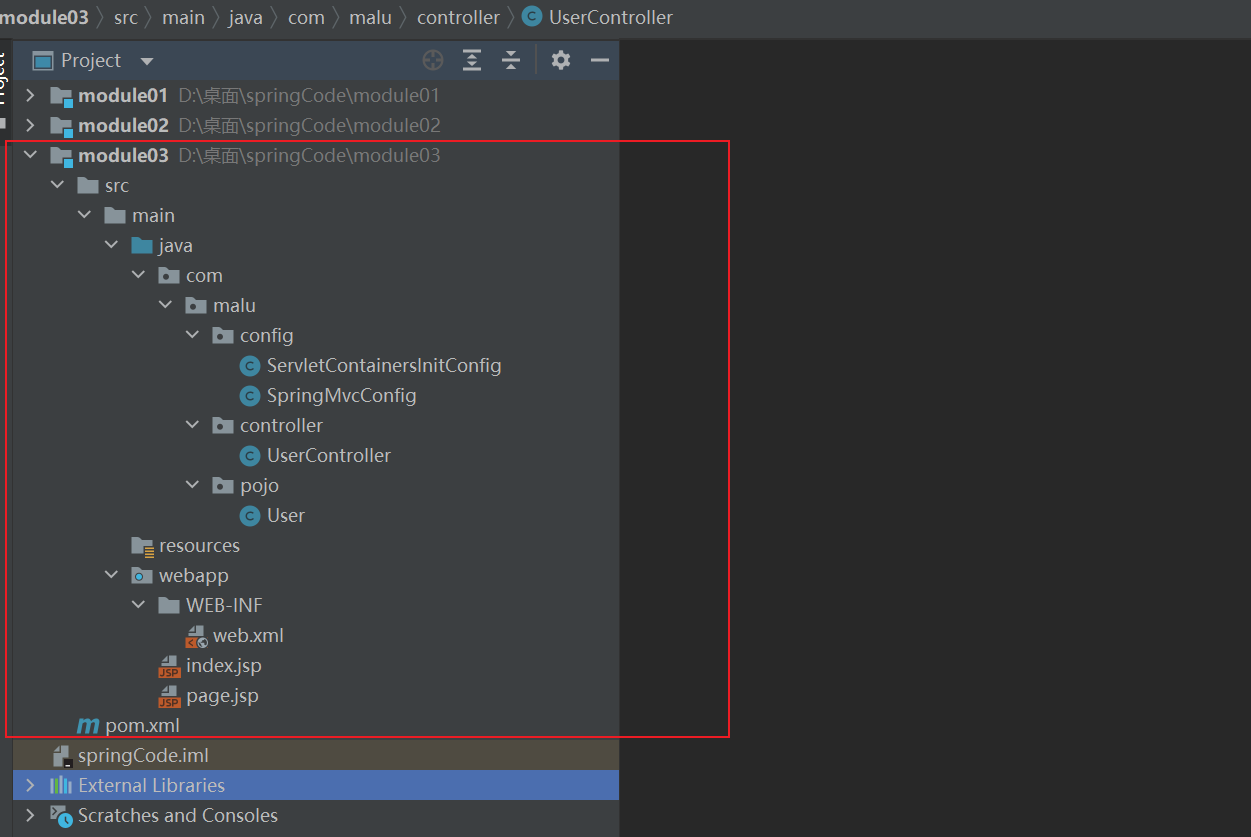 module03 src main java com malu controller UserController
Project
Project
module01 D:\桌面\springCode\module01
module02 D:\桌面\springCode\module02
module03 D:\桌面\springCode\module03
src
main
java
com
malu
config
ServletContainersInitConfig
SpringMvcConfig
controller
UserController
pojo
User
resources
webapp
WEB-INF
web.xml
index.jsp
page.jsp
pom.xml
springCode.iml
External Libraries
Scratches and Consoles